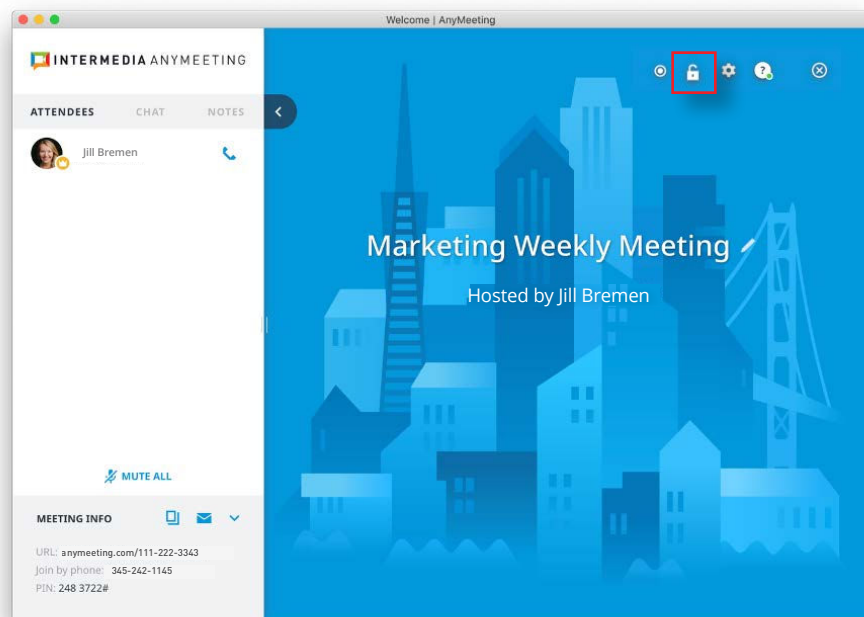 Welcome | AnyMeeting
INTERMEDIA ANYMEETING
ATTENDEES CHAT NOTES
Jill Bremen
?
Marketing Weekly Meeting
Hosted by Jill Bremen
MUTE ALL
MEETING INFO
URL: anymeeting.com/111-222-3343
Join by phone: 345-242-1145
PIN: 248 3722#